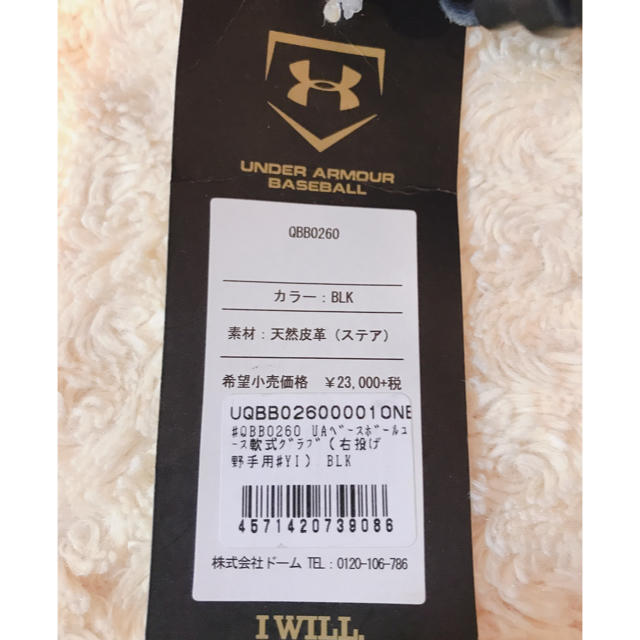 UNDER ARMOUR
BASEBALL
QBB0260
カラー：BLK
素材：天然皮革（ステア）
希望小売価格 ¥23,000+税
UQBB02600001ONE
#QBB0260 UAﾍﾞｰｽﾎﾞｰﾙﾕ
ｰｽ軟式ｸﾞﾗﾌﾞ（右投げ
野手用#YI） BLK
4571420739086
株式会社ドーム TEL：0120-106-786
I WILL.